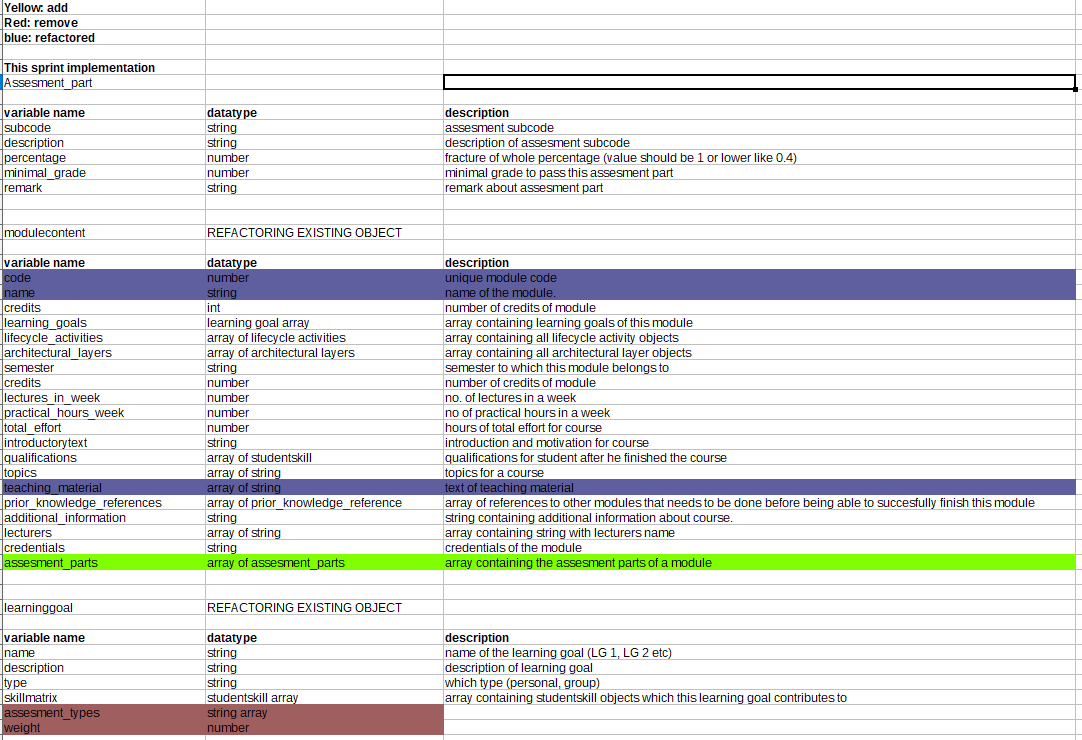 Yellow: add
Red: remove
blue: refactored
This sprint implementation
Assesment_part
variable name datatype description
subcode string assesment subcode
description string description of assesment subcode
percentage number fracture of whole percentage (value should be 1 or lower like 0.4)
minimal_grade number minimal grade to pass this assesment part
remark string remark about assesment part
modulecontent REFACTORING EXISTING OBJECT
variable name datatype description
code number unique module code
name string name of the module.
credits int number of credits of module
learning_goals learning goal array array containing learning goals of this module
lifecycle_activities array of lifecycle activities array containing all lifecycle activity objects
architectural_layers array of architectural layers array containing all architectural layer objects
semester string semester to which this module belongs to
credits number number of credits of module
lectures_in_week number no. of lectures in a week
practical_hours_week number no of practical hours in a week
total_effort number hours of total effort for course
introductorytext string introduction and motivation for course
qualifications array of studentskill qualifications for student after he finished the course
topics array of string topics for a course
teaching_material array of string text of teaching material
prior_knowledge_references array of prior_knowledge_reference array of references to other modules that needs to be done before being able to succesfully finish this module
additional_information string string containing additional information about course.
lecturers array of string array containing string with lecturers name
credentials string credentials of the module
assesment_parts array of assesment_parts array containing the assesment parts of a module
learninggoal REFACTORING EXISTING OBJECT
variable name datatype description
name string name of the learning goal (LG 1, LG 2 etc)
description string description of learning goal
type string which type (personal, group)
skillmatrix studentskill array array containing studentskill objects which this learning goal contributes to
assesment_types string array
weight number